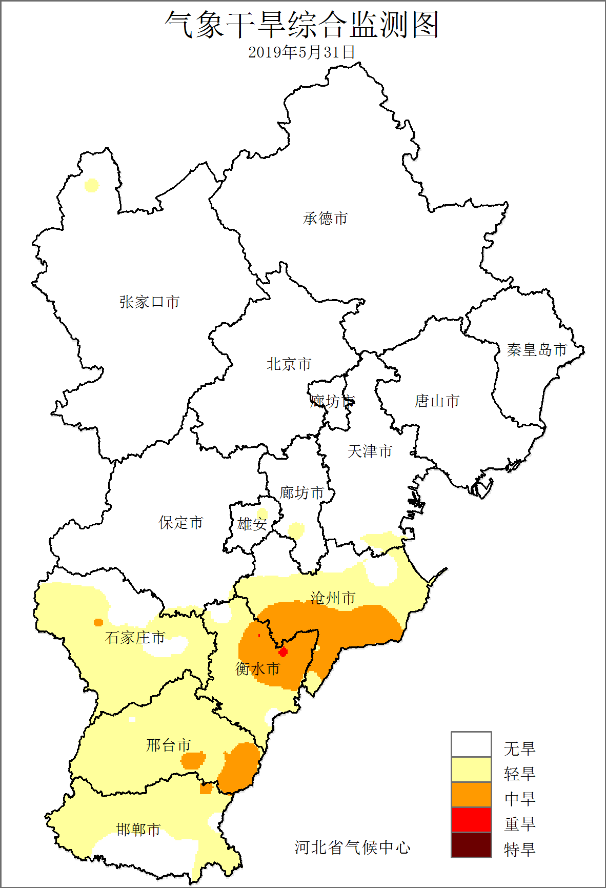 气象干旱综合监测图
2019年5月31日
承德市
张家口市
秦皇岛市
北京市
廊坊市
唐山市
天津市
廊坊市
保定市
雄安
沧州市
石家庄市
衡水市
邢台市
邯郸市
无旱
轻旱
中旱
重旱
特旱
河北省气候中心